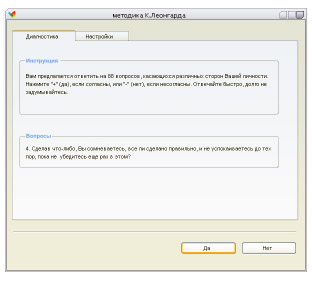 методика К.Леонгарда
Диагностика Настройки
Инструкция
Вам предлагается ответить на 88 вопросов, касающихся различных сторон Вашей личности.
Нажмите "+" (да), если согласны, или "-" (нет), если несогласны. Отвечайте быстро, долго не
задумывайтесь.
Вопросы
4. Сделав что-либо, Вы сомневаетесь, все ли сделано правильно, и не успокаиваетесь до тех
пор, пока не убедитесь еще раз в этом?
Да Нет